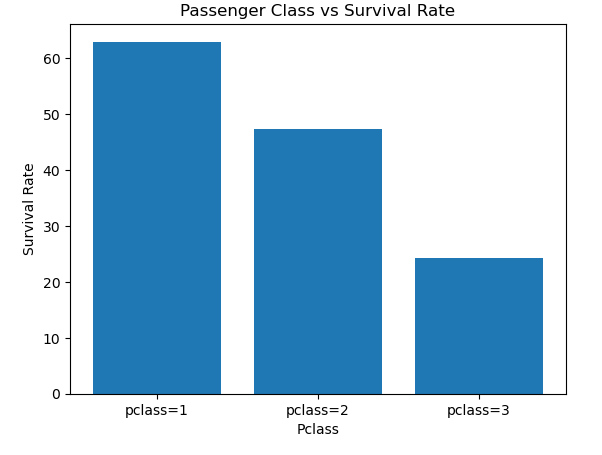 Passenger Class vs Survival Rate
Survival Rate
60
50
40
30
20
10
0
pclass=1
pclass=2
pclass=3
Pclass